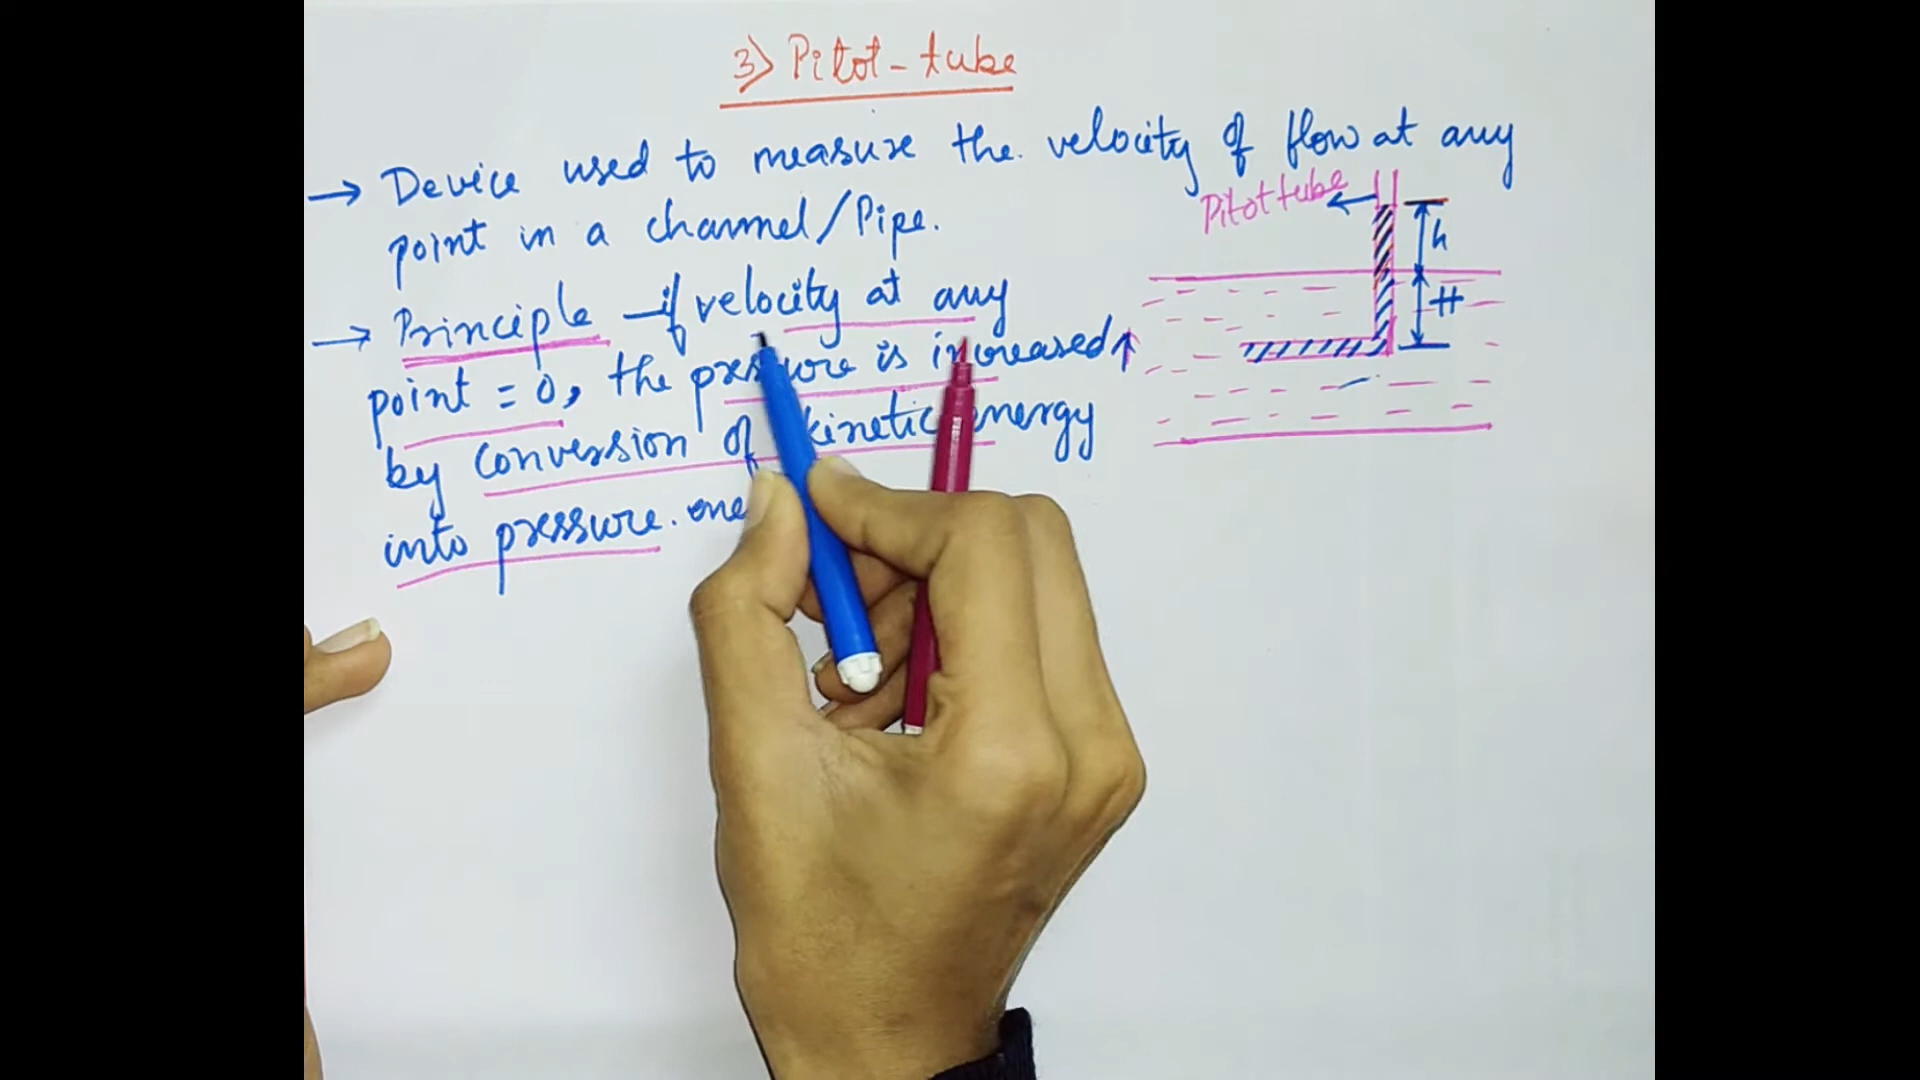 3) Pitot-tube
→ Device used to measure the velocity of flow at any
point in a channel/Pipe.
→ Principle - if velocity at any
point = 0, the pressure is increased ↑
by conversion of kinetic energy
into pressure.
Pitot tube
h
H